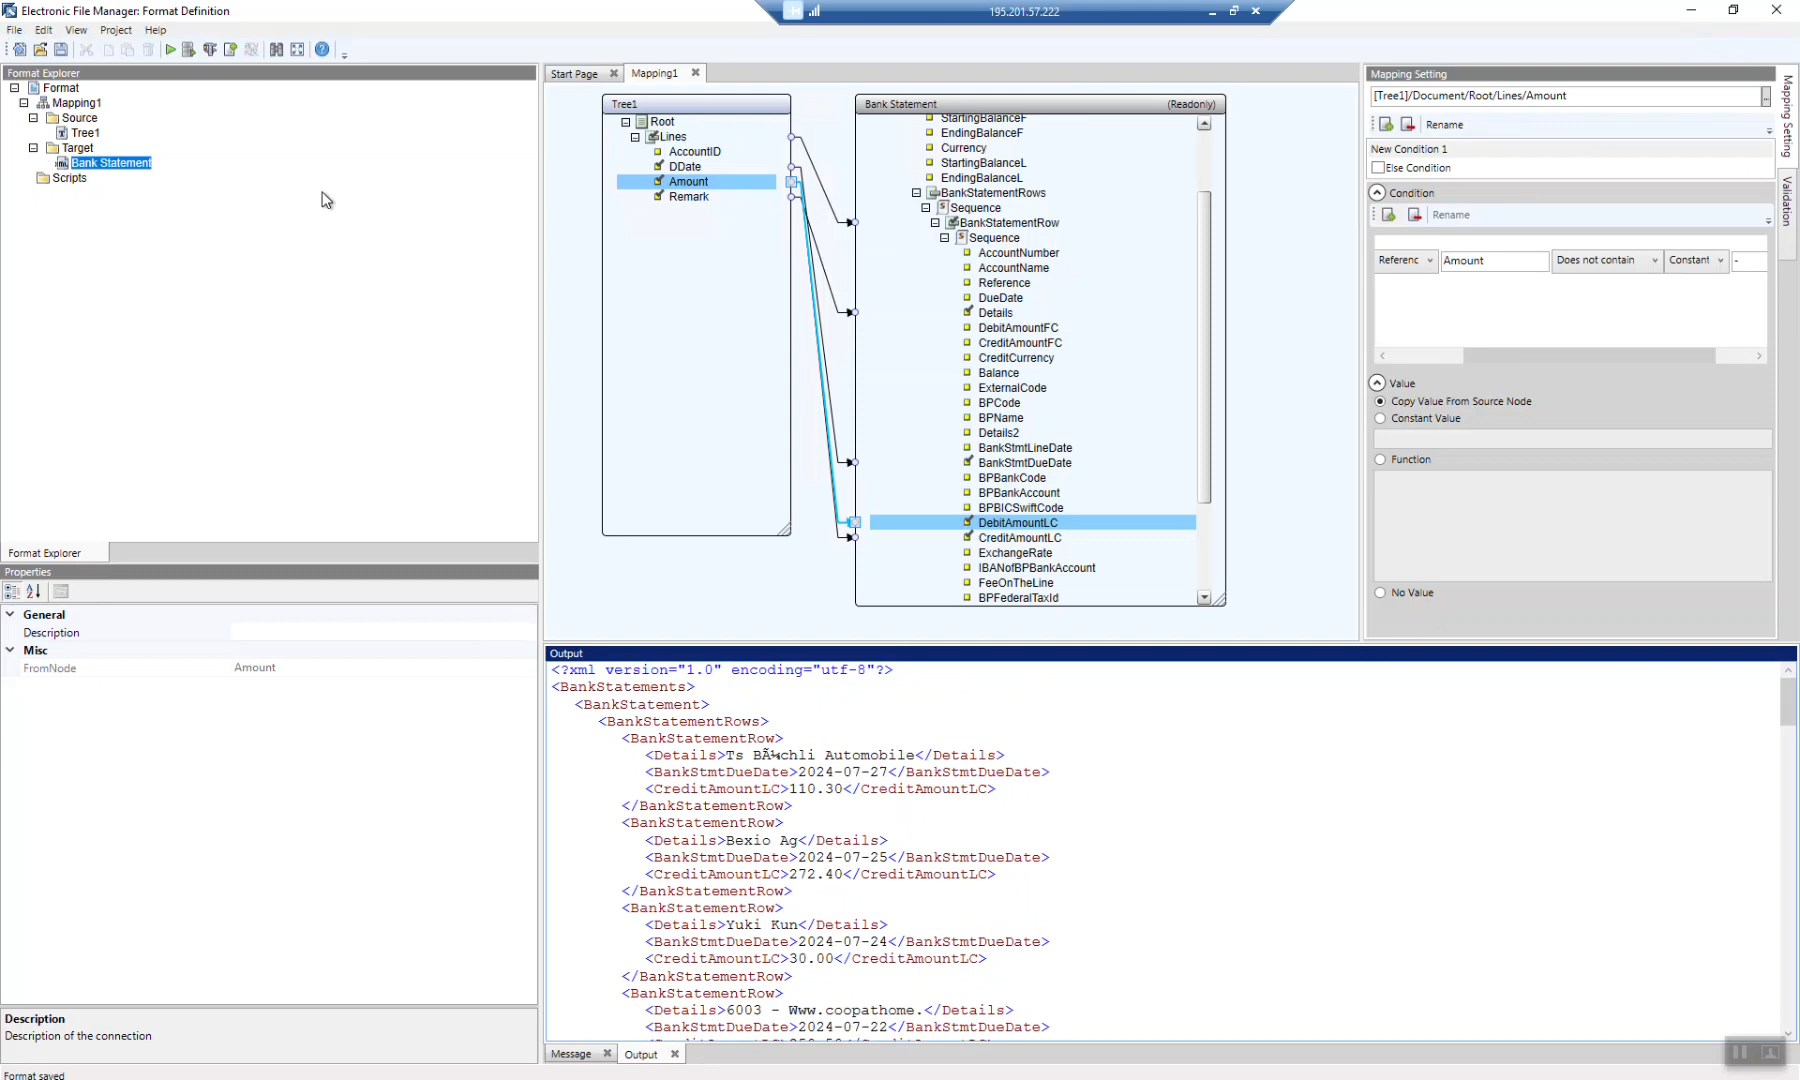 Electronic File Manager: Format Definition
195.201.57.222
File Edit View Project Help
Format Explorer
Format
Mapping1
Source
Tree1
Target
Bank Statement
Scripts
Format Explorer
Properties
General
Description
Misc
FromNode Amount
Description
Description of the connection
Format saved
Start Page Mapping1
Tree1
Root
Lines
AccountID
DDate
Amount
Remark
Bank Statement (Readonly)
StartingBalanceF
EndingBalanceF
Currency
StartingBalanceL
EndingBalanceL
BankStatementRows
Sequence
BankStatementRow
Sequence
AccountNumber
AccountName
Reference
DueDate
Details
DebitAmountFC
CreditAmountFC
CreditCurrency
Balance
ExternalCode
BPCode
BPName
Details2
BankStmtLineDate
BankStmtDueDate
BPBankCode
BPBankAccount
BPBICSwiftCode
DebitAmountLC
CreditAmountLC
ExchangeRate
IBANofBPBankAccount
FeeOnTheLine
BPFederalTaxId
Mapping Setting
[Tree1]/Document/Root/Lines/Amount
Rename
New Condition 1
Else Condition
Condition
Rename
Referenc Amount Does not contain Constant -
Value
Copy Value From Source Node
Constant Value
Function
No Value
Mapping Setting
Validation
Output
<?xml version="1.0" encoding="utf-8"?>
<BankStatements>
<BankStatement>
<BankStatementRows>
<BankStatementRow>
<Details>Ts BÃ¼chli Automobile</Details>
<BankStmtDueDate>2024-07-27</BankStmtDueDate>
<CreditAmountLC>110.30</CreditAmountLC>
</BankStatementRow>
<BankStatementRow>
<Details>Bexio Ag</Details>
<BankStmtDueDate>2024-07-25</BankStmtDueDate>
<CreditAmountLC>272.40</CreditAmountLC>
</BankStatementRow>
<BankStatementRow>
<Details>Yuki Kun</Details>
<BankStmtDueDate>2024-07-24</BankStmtDueDate>
<CreditAmountLC>30.00</CreditAmountLC>
</BankStatementRow>
<BankStatementRow>
<Details>6003 - Www.coopathome.</Details>
<BankStmtDueDate>2024-07-22</BankStmtDueDate>
Message Output